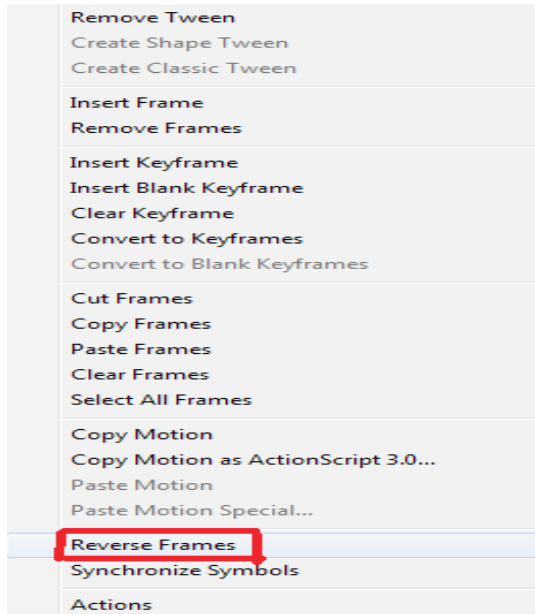 Remove Tween
Create Shape Tween
Create Classic Tween
Insert Frame
Remove Frames
Insert Keyframe
Insert Blank Keyframe
Clear Keyframe
Convert to Keyframes
Convert to Blank Keyframes
Cut Frames
Copy Frames
Paste Frames
Clear Frames
Select All Frames
Copy Motion
Copy Motion as ActionScript 3.0...
Paste Motion
Paste Motion Special...
Reverse Frames
Synchronize Symbols
Actions